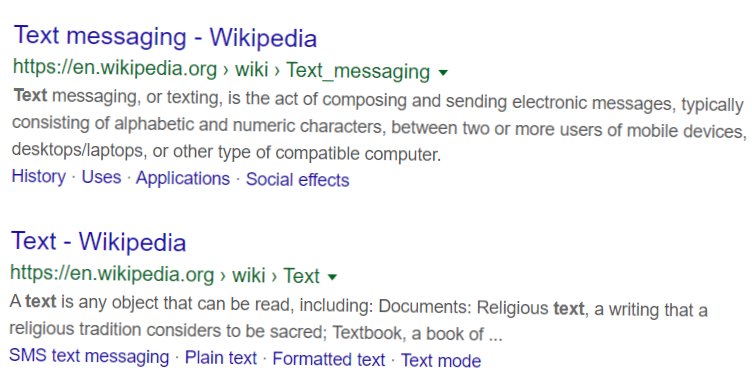 Text messaging - Wikipedia
https://en.wikipedia.org › wiki › Text_messaging
Text messaging, or texting, is the act of composing and sending electronic messages, typically
consisting of alphabetic and numeric characters, between two or more users of mobile devices,
desktops/laptops, or other type of compatible computer.
History · Uses · Applications · Social effects
Text - Wikipedia
https://en.wikipedia.org › wiki › Text
A text is any object that can be read, including: Documents: Religious text, a writing that a
religious tradition considers to be sacred; Textbook, a book of ...
SMS text messaging · Plain text · Formatted text · Text mode